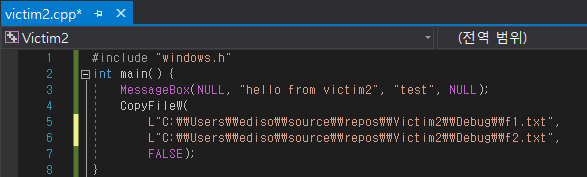 victim2.cpp*
Victim2 (전역 범위)
1 #include "windows.h"
2 int main() {
3 MessageBox(NULL, "hello from victim2", "test", NULL);
4 CopyFileW(
5 L"C:₩₩Users₩₩ediso₩₩source₩₩repos₩₩Victim2₩₩Debug₩₩f1.txt",
6 L"C:₩₩Users₩₩ediso₩₩source₩₩repos₩₩Victim2₩₩Debug₩₩f2.txt",
7 FALSE);
8 }